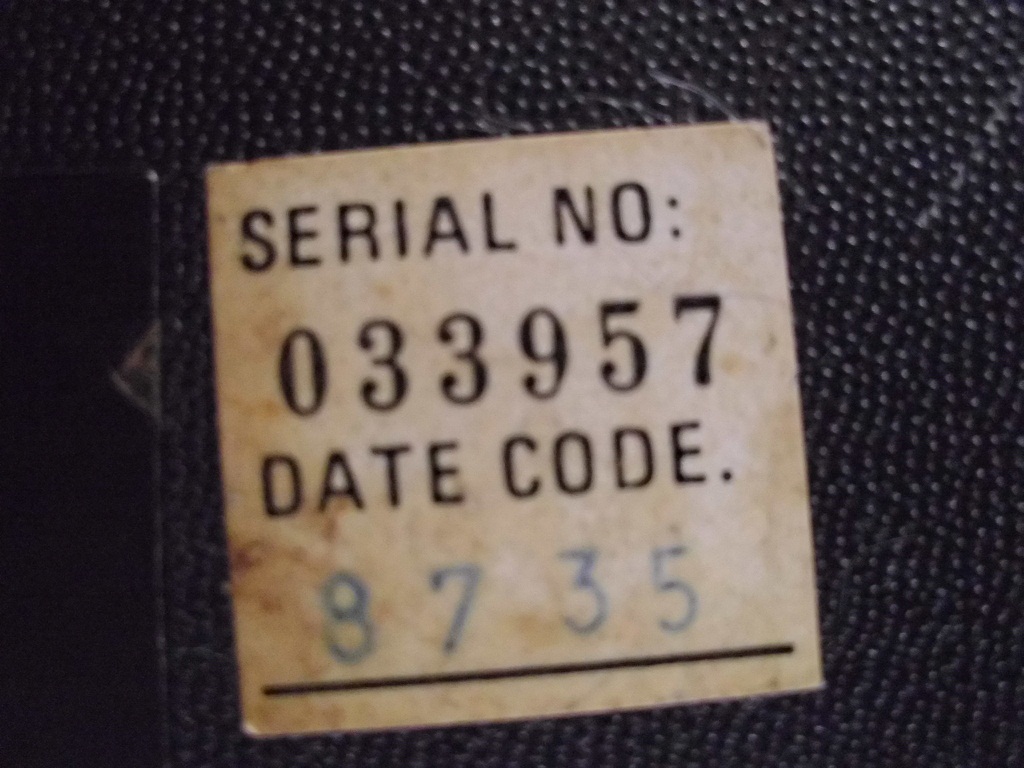 SERIAL NO:
033957
DATE CODE.
8735